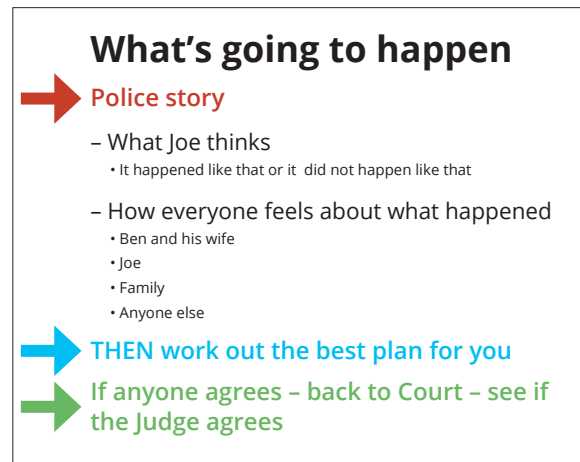 What’s going to happen
Police story
– What Joe thinks
• It happened like that or it did not happen like that
– How everyone feels about what happened
• Ben and his wife
• Joe
• Family
• Anyone else
THEN work out the best plan for you
If anyone agrees – back to Court – see if
the Judge agrees